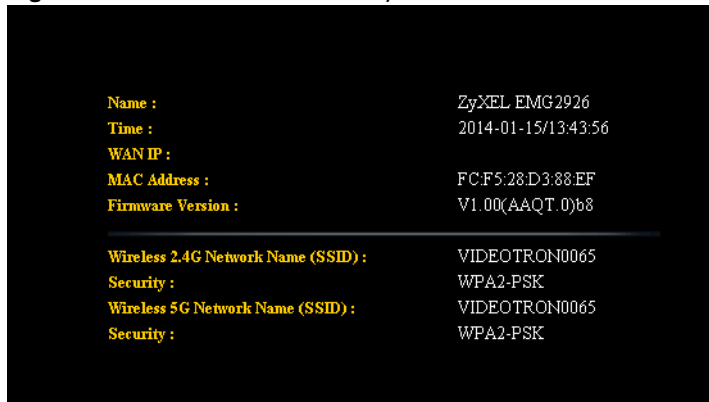 Name : ZyXEL EMG2926
Time : 2014-01-15/13:43:56
WAN IP :
MAC Address : FC:F5:28:D3:88:EF
Firmware Version : V1.00(AAQT.0)b8
Wireless 2.4G Network Name (SSID) : VIDEOTRON0065
Security : WPA2-PSK
Wireless 5G Network Name (SSID) : VIDEOTRON0065
Security : WPA2-PSK